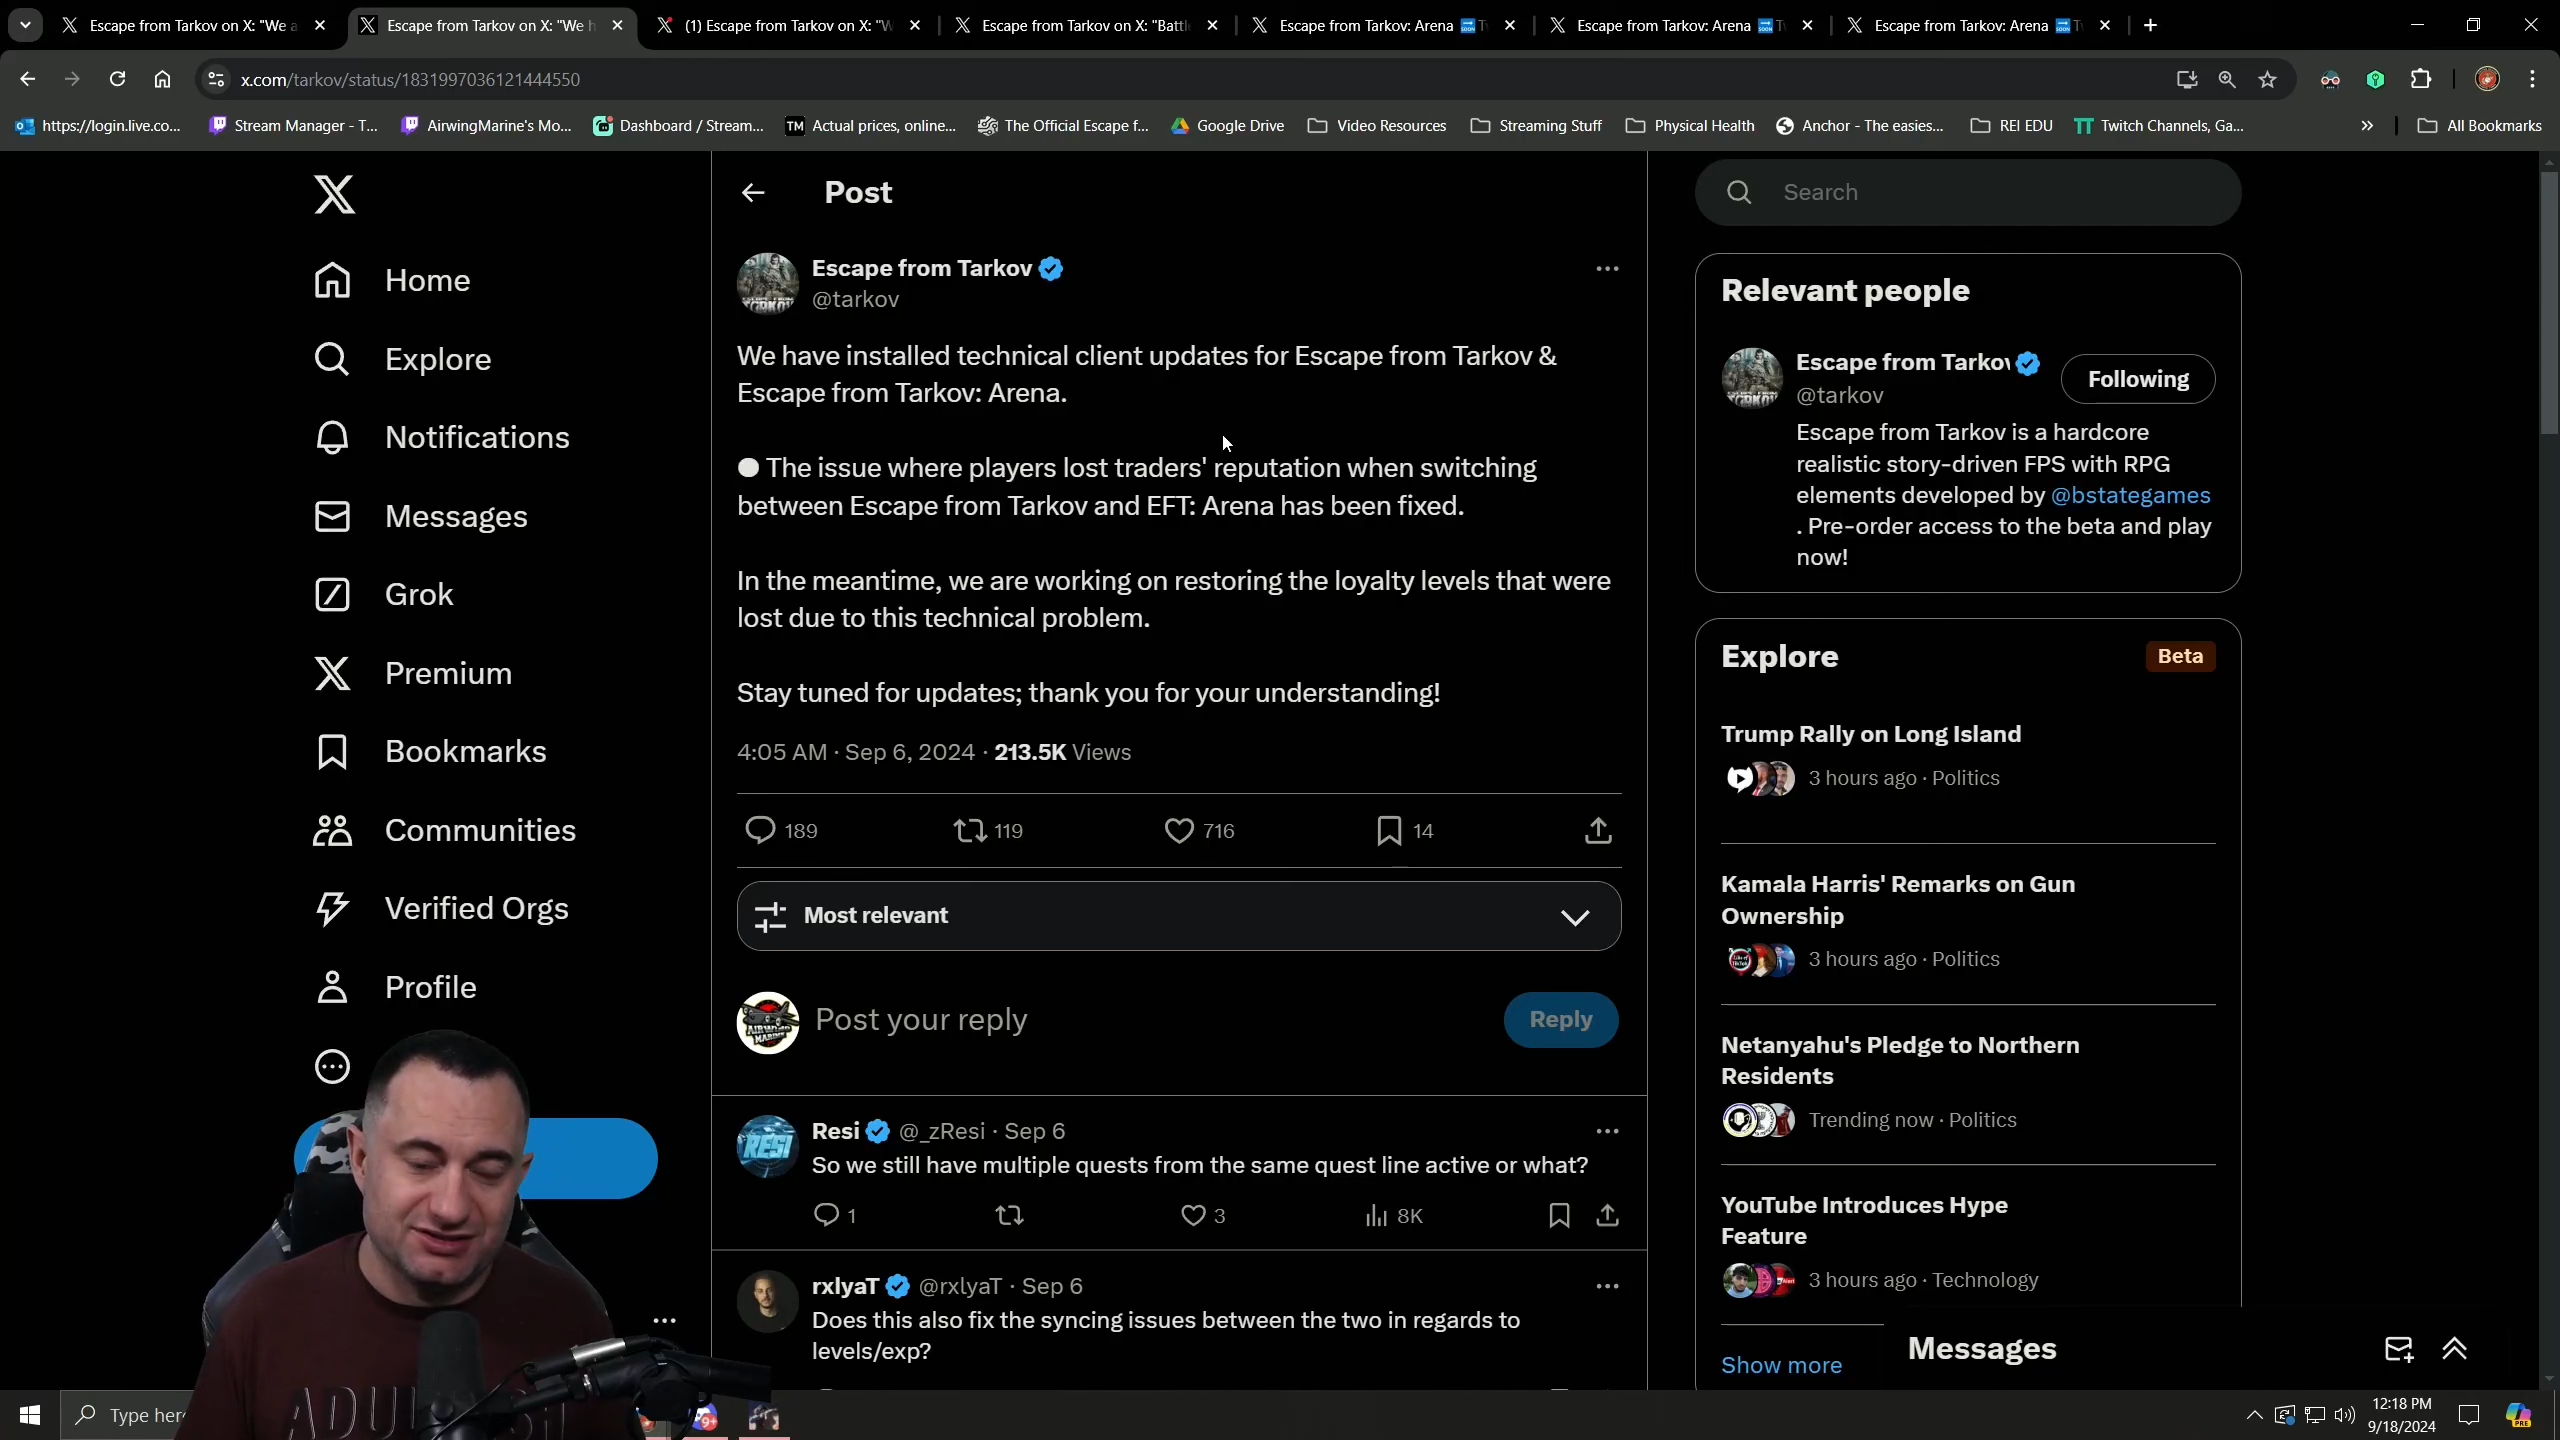 Escape from Tarkov on X: "We a
Escape from Tarkov on X: "We h
(1) Escape from Tarkov on X: "W
Escape from Tarkov on X: "Battl
Escape from Tarkov: Arena
Escape from Tarkov: Arena
Escape from Tarkov: Arena
x.com/tarkov/status/1831997036121444550
https://login.live.co...
Stream Manager - T...
AirwingMarine's Mo...
Dashboard / Stream...
TM Actual prices, online...
The Official Escape f...
Google Drive
Video Resources
Streaming Stuff
Physical Health
Anchor - The easies...
REI EDU
Twitch Channels, Ga...
All Bookmarks
Home
Explore
Notifications
Messages
Grok
Premium
Bookmarks
Communities
Verified Orgs
Profile
Post
Escape from Tarkov
@tarkov
We have installed technical client updates for Escape from Tarkov &
Escape from Tarkov: Arena.
The issue where players lost traders' reputation when switching
between Escape from Tarkov and EFT: Arena has been fixed.
In the meantime, we are working on restoring the loyalty levels that were
lost due to this technical problem.
Stay tuned for updates; thank you for your understanding!
4:05 AM · Sep 6, 2024 · 213.5K Views
189 119 716 14
Most relevant
Post your reply
Reply
Resi @_zResi · Sep 6
So we still have multiple quests from the same quest line active or what?
1 3 8K
rxlyaT @rxlyaT · Sep 6
Does this also fix the syncing issues between the two in regards to
levels/exp?
Search
Relevant people
Escape from Tarkov
@tarkov
Following
Escape from Tarkov is a hardcore
realistic story-driven FPS with RPG
elements developed by @bstategames
. Pre-order access to the beta and play
now!
Explore
Beta
Trump Rally on Long Island
3 hours ago · Politics
Kamala Harris' Remarks on Gun
Ownership
3 hours ago · Politics
Netanyahu's Pledge to Northern
Residents
Trending now · Politics
YouTube Introduces Hype
Feature
3 hours ago · Technology
Show more
Messages
Type here
12:18 PM
9/18/2024